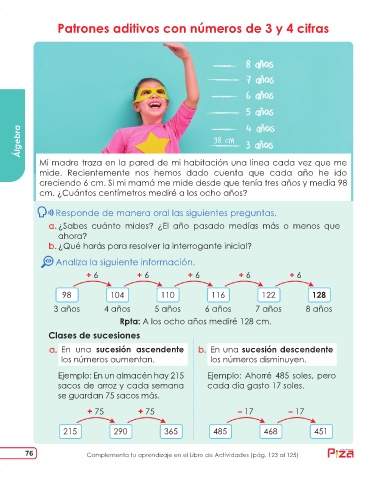 Patrones aditivos con números de 3 y 4 cifras
Álgebra
8 años
7 años
6 años
5 años
4 años
98 cm 3 años
Mi madre traza en la pared de mi habitación una línea cada vez que me
mide. Recientemente nos hemos dado cuenta que cada año he ido
creciendo 6 cm. Si mi mamá me mide desde que tenía tres años y medía 98
cm. ¿Cuántos centímetros mediré a los ocho años?
Responde de manera oral las siguientes preguntas.
a. ¿Sabes cuánto mides? ¿El año pasado medías más o menos que
ahora?
b. ¿Qué harás para resolver la interrogante inicial?
Analiza la siguiente información.
+ 6 + 6 + 6 + 6 + 6
98 104 110 116 122 128
3 años 4 años 5 años 6 años 7 años 8 años
Rpta: A los ocho años mediré 128 cm.
Clases de sucesiones
a. En una sucesión ascendente
los números aumentan.
Ejemplo: En un almacén hay 215
sacos de arroz y cada semana
se guardan 75 sacos más.
+ 75 + 75
215 290 365
b. En una sucesión descendente
los números disminuyen.
Ejemplo: Ahorré 485 soles, pero
cada día gasto 17 soles.
– 17 – 17
485 468 451
76
Complementa tu aprendizaje en el Libro de Actividades (pág. 123 al 125)